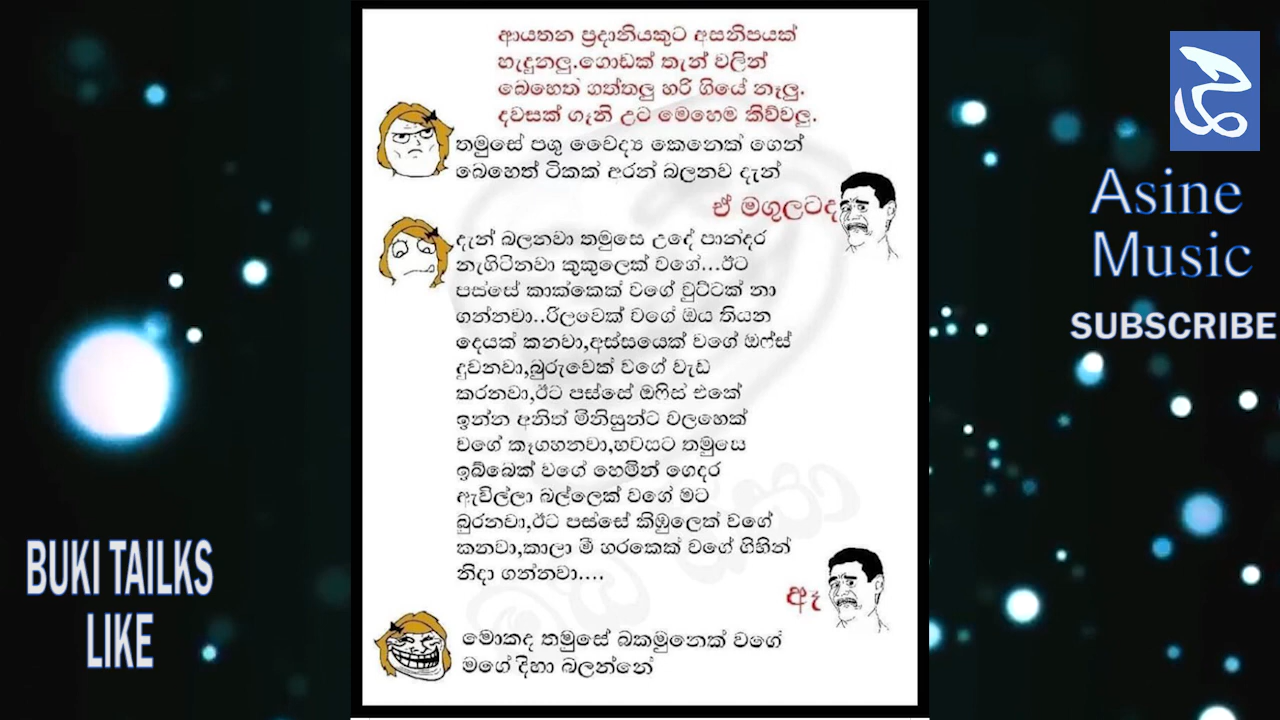 ආයතන ප්‍රදානියකුට අසනිපයක්
හැදුනලු.ගොඩක් තැන් වලින්
බෙහෙත් ගත්තලු හරි ගියේ නෑලු.
දවසක් ගෑනි උට මෙහෙම කිව්වලු.
තමුසේ පශු වෛද්‍ය කෙනෙක් ගෙන්
බෙහෙත් ටිකක් අරන් බලනව දැන්
ඒ මගුලටද
දැන් බලනවා තමුසෙ උදේ පාන්දර
නැගිටිනවා කුකුලෙක් වගේ...ඊට
පස්සේ කාක්කෙක් වගේ වුට්ටක් නා
ගන්නවා..රිලවෙක් වගේ ඔය තියන
දෙයක් කනවා,අස්සයෙක් වගේ ඔෆ්ස්
දුවනවා,බුරුවෙක් වගේ වැඩ
කරනවා,ඊට පස්සේ ඔෆිස් එකේ
ඉන්න අනිත් මිනිසුන්ට වලහෙක්
වගේ කෑගහනවා,හවසට තමුසෙ
ඉබ්බෙක් වගේ හෙමින් ගෙදර
ඇවිල්ලා බල්ලෙක් වගේ මට
බුරනවා,ඊට පස්සේ කිඹුලෙක් වගේ
කනවා,කාලා මී හරකෙක් වගේ ගිහින්
නිදා ගන්නවා....
ඈ
මොකද තමුසේ බකමුනෙක් වගේ
මගේ දිහා බලන්නේ
Asine
Music
SUBSCRIBE
BUKI TAILKS
LIKE